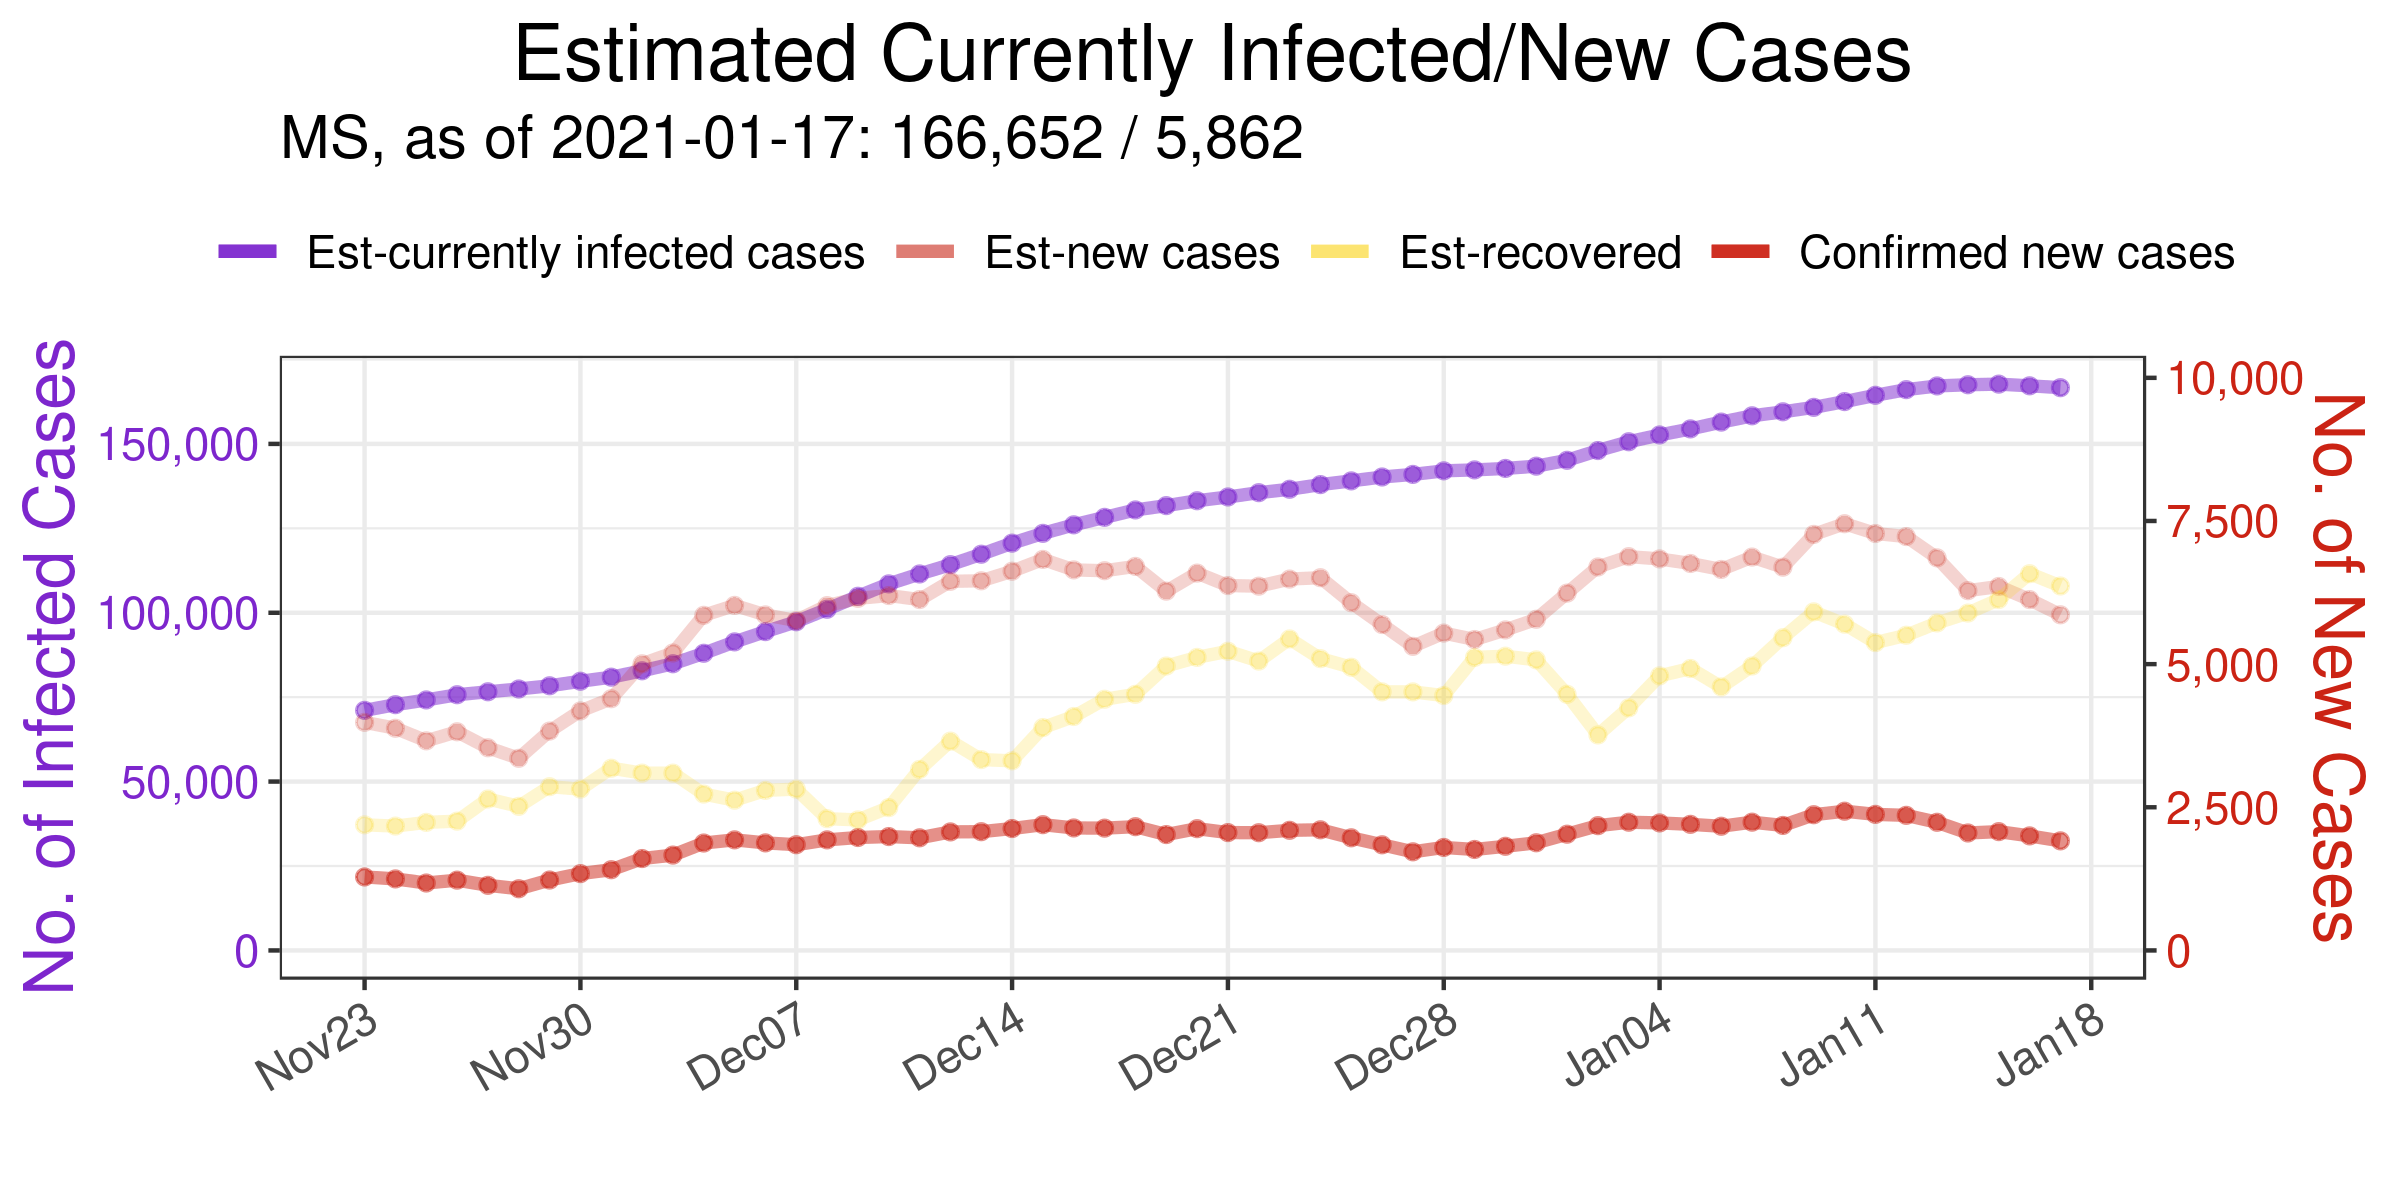 Estimated Currently Infected/New Cases
MS, as of 2021-01-17: 166,652 / 5,862
Est-currently infected cases Est-new cases Est-recovered Confirmed new cases
No. of Infected Cases
150,000
100,000
50,000
0
10,000
7,500
5,000
2,500
0
No. of New Cases
Nov23 Nov30 Dec07 Dec14 Dec21 Dec28 Jan04 Jan11 Jan18